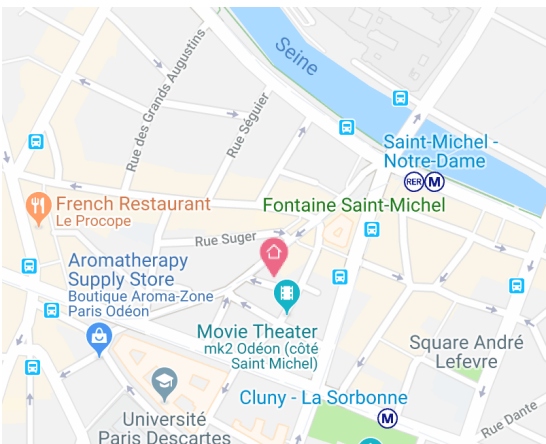 Seine
Rue des Grands Augustins
Rue Séguier
Saint-Michel -
Notre-Dame
RER M
French Restaurant
Le Procope
Fontaine Saint-Michel
Rue Suger
Aromatherapy
Supply Store
Boutique Aroma-Zone
Paris Odéon
Movie Theater
mk2 Odéon (côté
Saint Michel)
Square André
Lefevre
Cluny - La Sorbonne
M
Université
Paris Descartes
Rue Dante